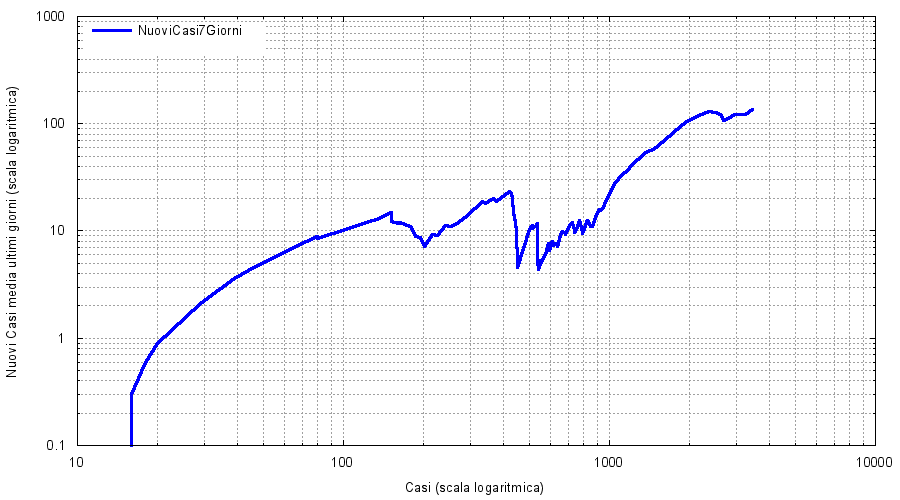 1000
NuoviCasi7Giorni
100
10
1
0.1
Nuovi Casi media ultimi giorni (scala logaritmica)
10 100 1000 10000
Casi (scala logaritmica)